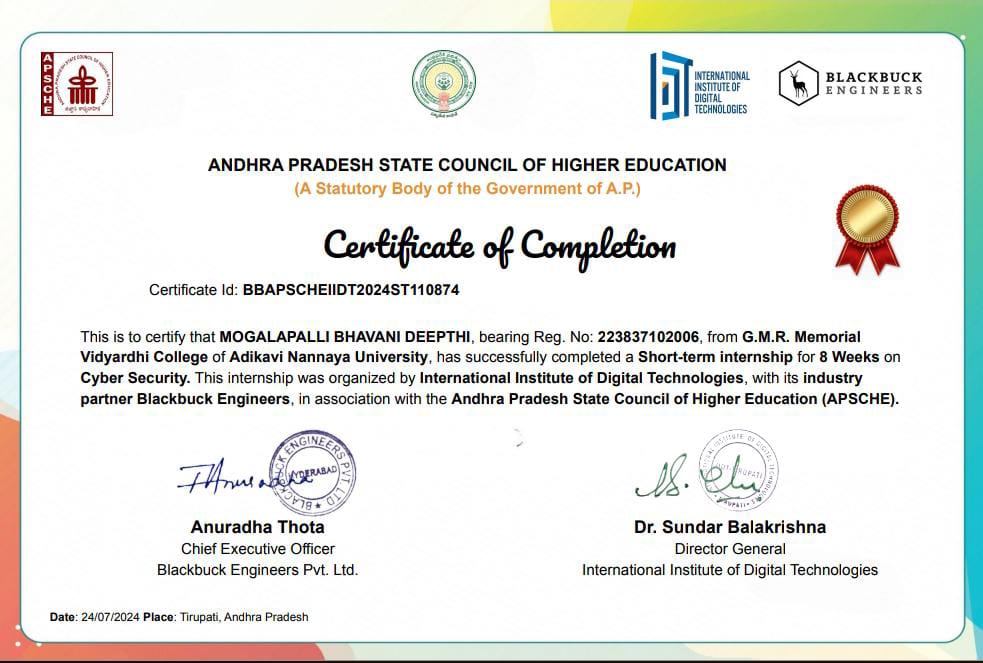 APSCHE
INTERNATIONAL
INSTITUTE OF
DIGITAL
TECHNOLOGIES
BLACKBUCK
ENGINEERS
ANDHRA PRADESH STATE COUNCIL OF HIGHER EDUCATION
(A Statutory Body of the Government of A.P.)
Certificate of Completion
Certificate Id: BBAPSCHEIIDT2024ST110874
This is to certify that MOGALAPALLI BHAVANI DEEPTHI, bearing Reg. No: 223837102006, from G.M.R. Memorial
Vidyardhi College of Adikavi Nannaya University, has successfully completed a Short-term internship for 8 Weeks on
Cyber Security. This internship was organized by International Institute of Digital Technologies, with its industry
partner Blackbuck Engineers, in association with the Andhra Pradesh State Council of Higher Education (APSCHE).
BLACKBUCK ENGINEERS PVT. LTD.
HYDERABAD
Anuradha Thota
Chief Executive Officer
Blackbuck Engineers Pvt. Ltd.
Dr. Sundar Balakrishna
Director General
International Institute of Digital Technologies
Date: 24/07/2024 Place: Tirupati, Andhra Pradesh